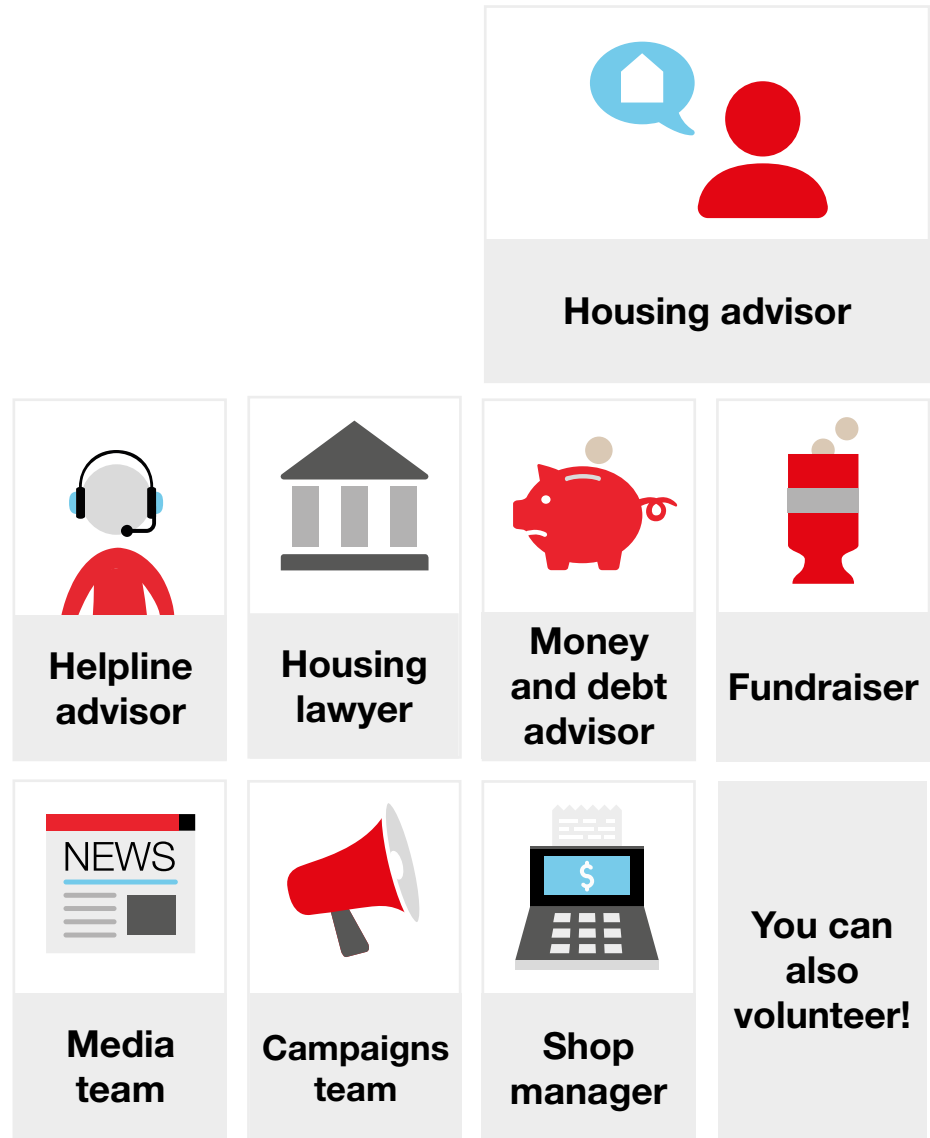 Housing advisor
Helpline
advisor
Housing
lawyer
Money
and debt
advisor
Fundraiser
NEWS
Media
team
Campaigns
team
$
Shop
manager
You can
also
volunteer!